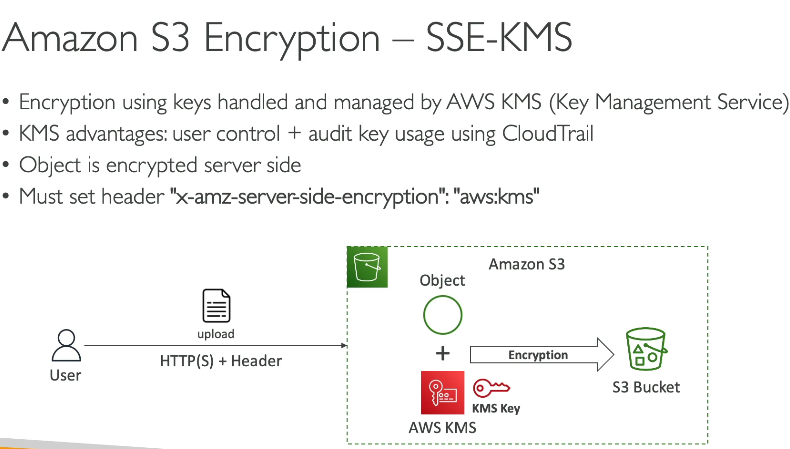 Amazon S3 Encryption – SSE-KMS
• Encryption using keys handled and managed by AWS KMS (Key Management Service)
• KMS advantages: user control + audit key usage using CloudTrail
• Object is encrypted server side
• Must set header "x-amz-server-side-encryption": "aws:kms"
Amazon S3
Object
upload
+
Encryption
HTTP(S) + Header
User
S3 Bucket
KMS Key
AWS KMS